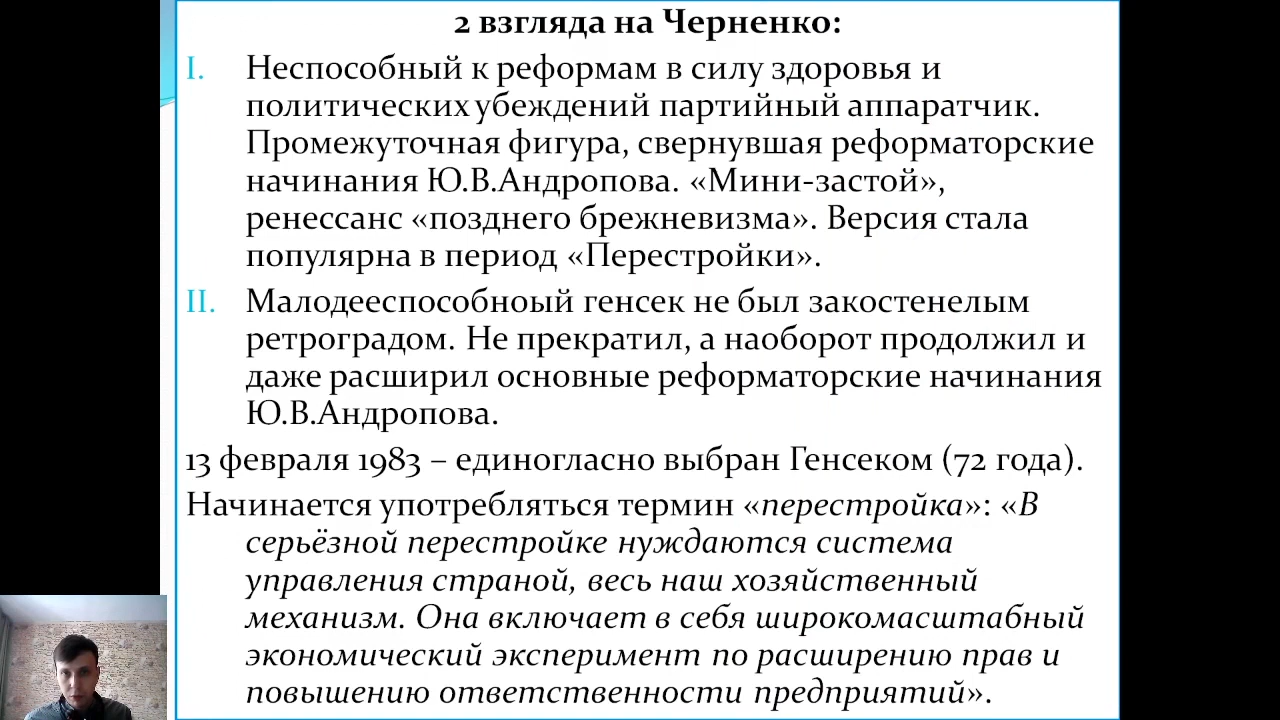 2 взгляда на Черненко:
I. Неспособный к реформам в силу здоровья и
политических убеждений партийный аппаратчик.
Промежуточная фигура, свернувшая реформаторские
начинания Ю.В.Андропова. «Мини-застой»,
ренессанс «позднего брежневизма». Версия стала
популярна в период «Перестройки».
II. Малодееспособноый генсек не был закостенелым
ретроградом. Не прекратил, а наоборот продолжил и
даже расширил основные реформаторские начинания
Ю.В.Андропова.
13 февраля 1983 – единогласно выбран Генсеком (72 года).
Начинается употребляться термин «перестройка»: «В
серьёзной перестройке нуждаются система
управления страной, весь наш хозяйственный
механизм. Она включает в себя широкомасштабный
экономический эксперимент по расширению прав и
повышению ответственности предприятий».